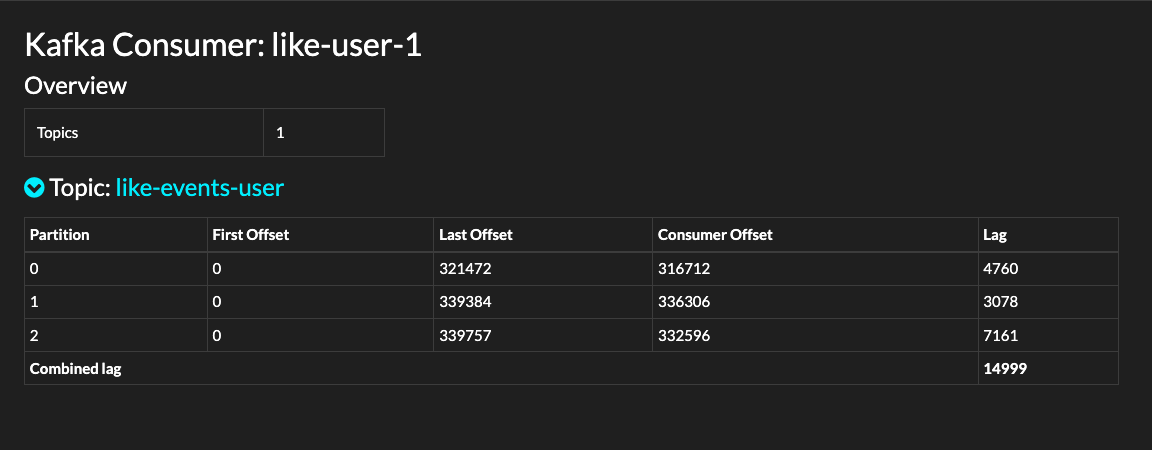 Kafka Consumer: like-user-1
Overview
Topics 1
Topic: like-events-user
Partition First Offset Last Offset Consumer Offset Lag
0 0 321472 316712 4760
1 0 339384 336306 3078
2 0 339757 332596 7161
Combined lag 14999